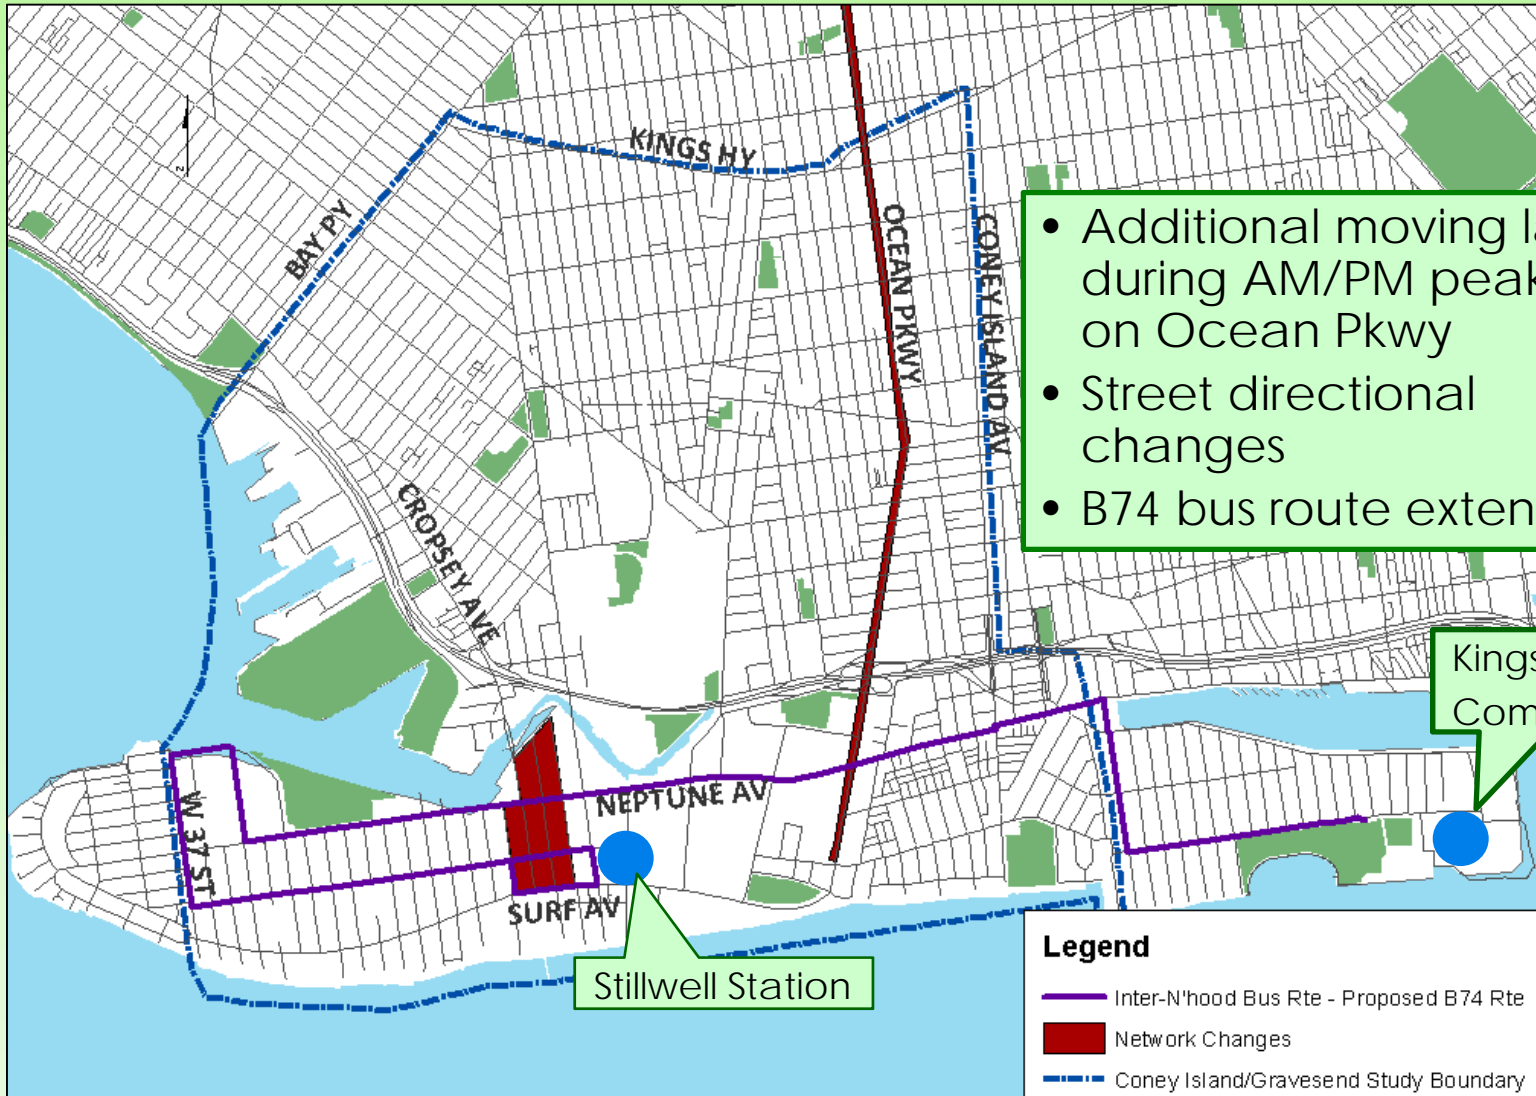 KINGS HY
BAY PY
OCEAN PKWY
CONEY ISLAND AV
• Additional moving la
during AM/PM peak
on Ocean Pkwy
• Street directional
changes
• B74 bus route exten
CROPSEY AVE
Kings
Com
NEPTUNE AV
W 37 ST
SURF AV
Stillwell Station
Legend
Inter-N'hood Bus Rte - Proposed B74 Rte
Network Changes
Coney Island/Gravesend Study Boundary
z